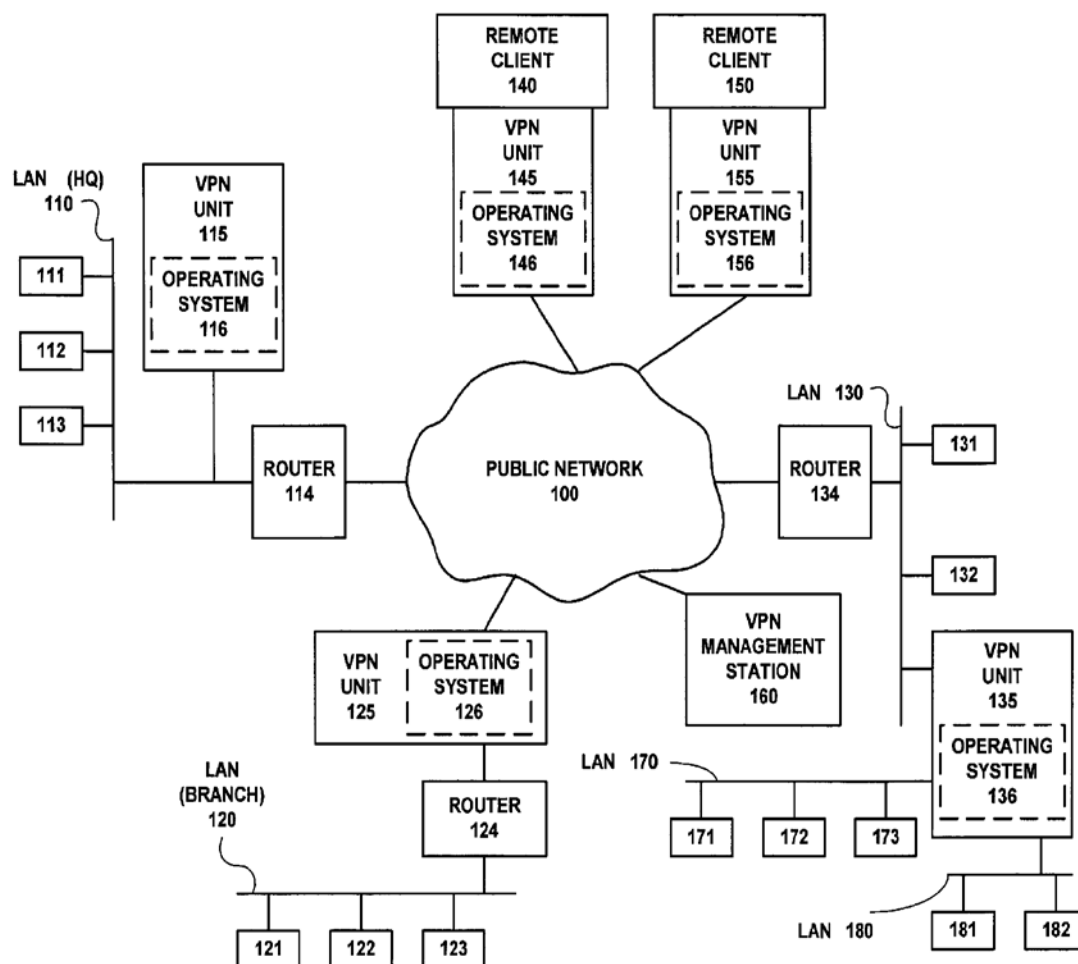 REMOTE
CLIENT
140
REMOTE
CLIENT
150
VPN
UNIT
145
OPERATING
SYSTEM
146
VPN
UNIT
155
OPERATING
SYSTEM
156
LAN (HQ)
110
VPN
UNIT
115
OPERATING
SYSTEM
116
111
112
113
ROUTER
114
PUBLIC NETWORK
100
LAN 130
ROUTER
134
131
132
VPN
UNIT
125
OPERATING
SYSTEM
126
VPN
MANAGEMENT
STATION
160
VPN
UNIT
135
OPERATING
SYSTEM
136
LAN 170
171
172
173
LAN
(BRANCH)
120
ROUTER
124
121
122
123
LAN 180
181
182